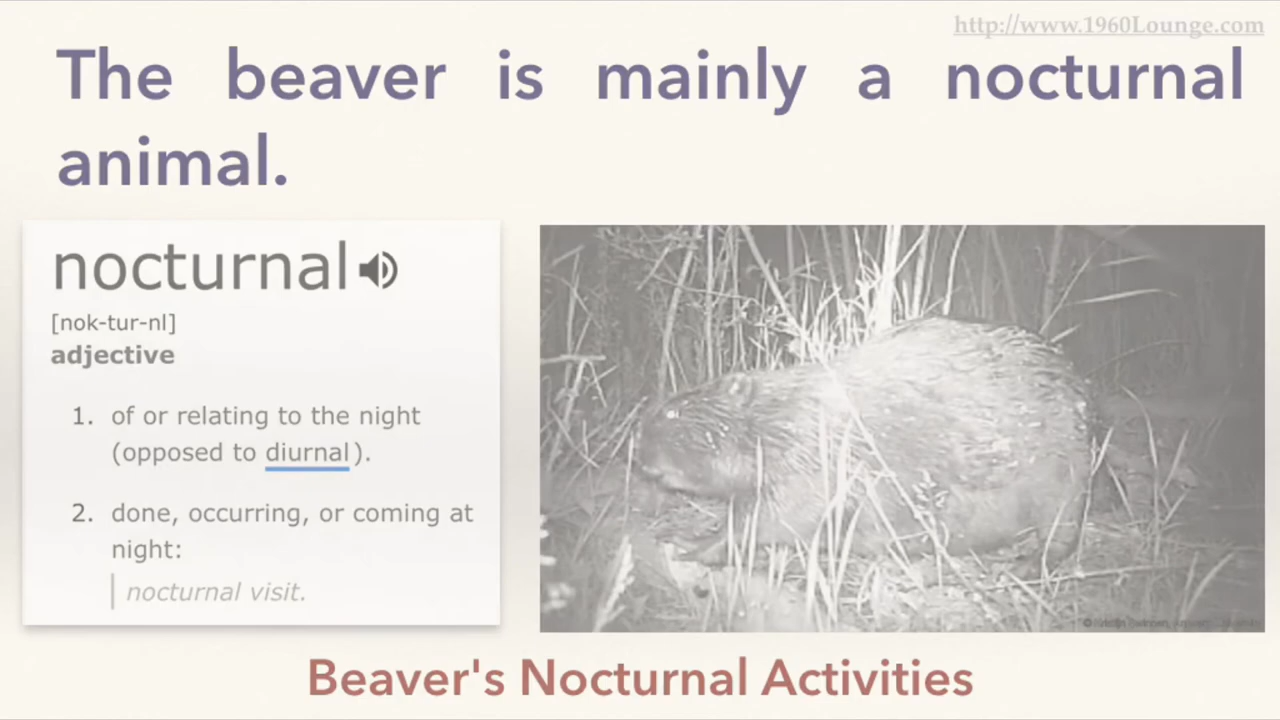 http://www.1960Lounge.com
The beaver is mainly a nocturnal
animal.
nocturnal
[nok-tur-nl]
adjective
1. of or relating to the night
(opposed to diurnal).
2. done, occurring, or coming at
night:
nocturnal visit.
Beaver's Nocturnal Activities